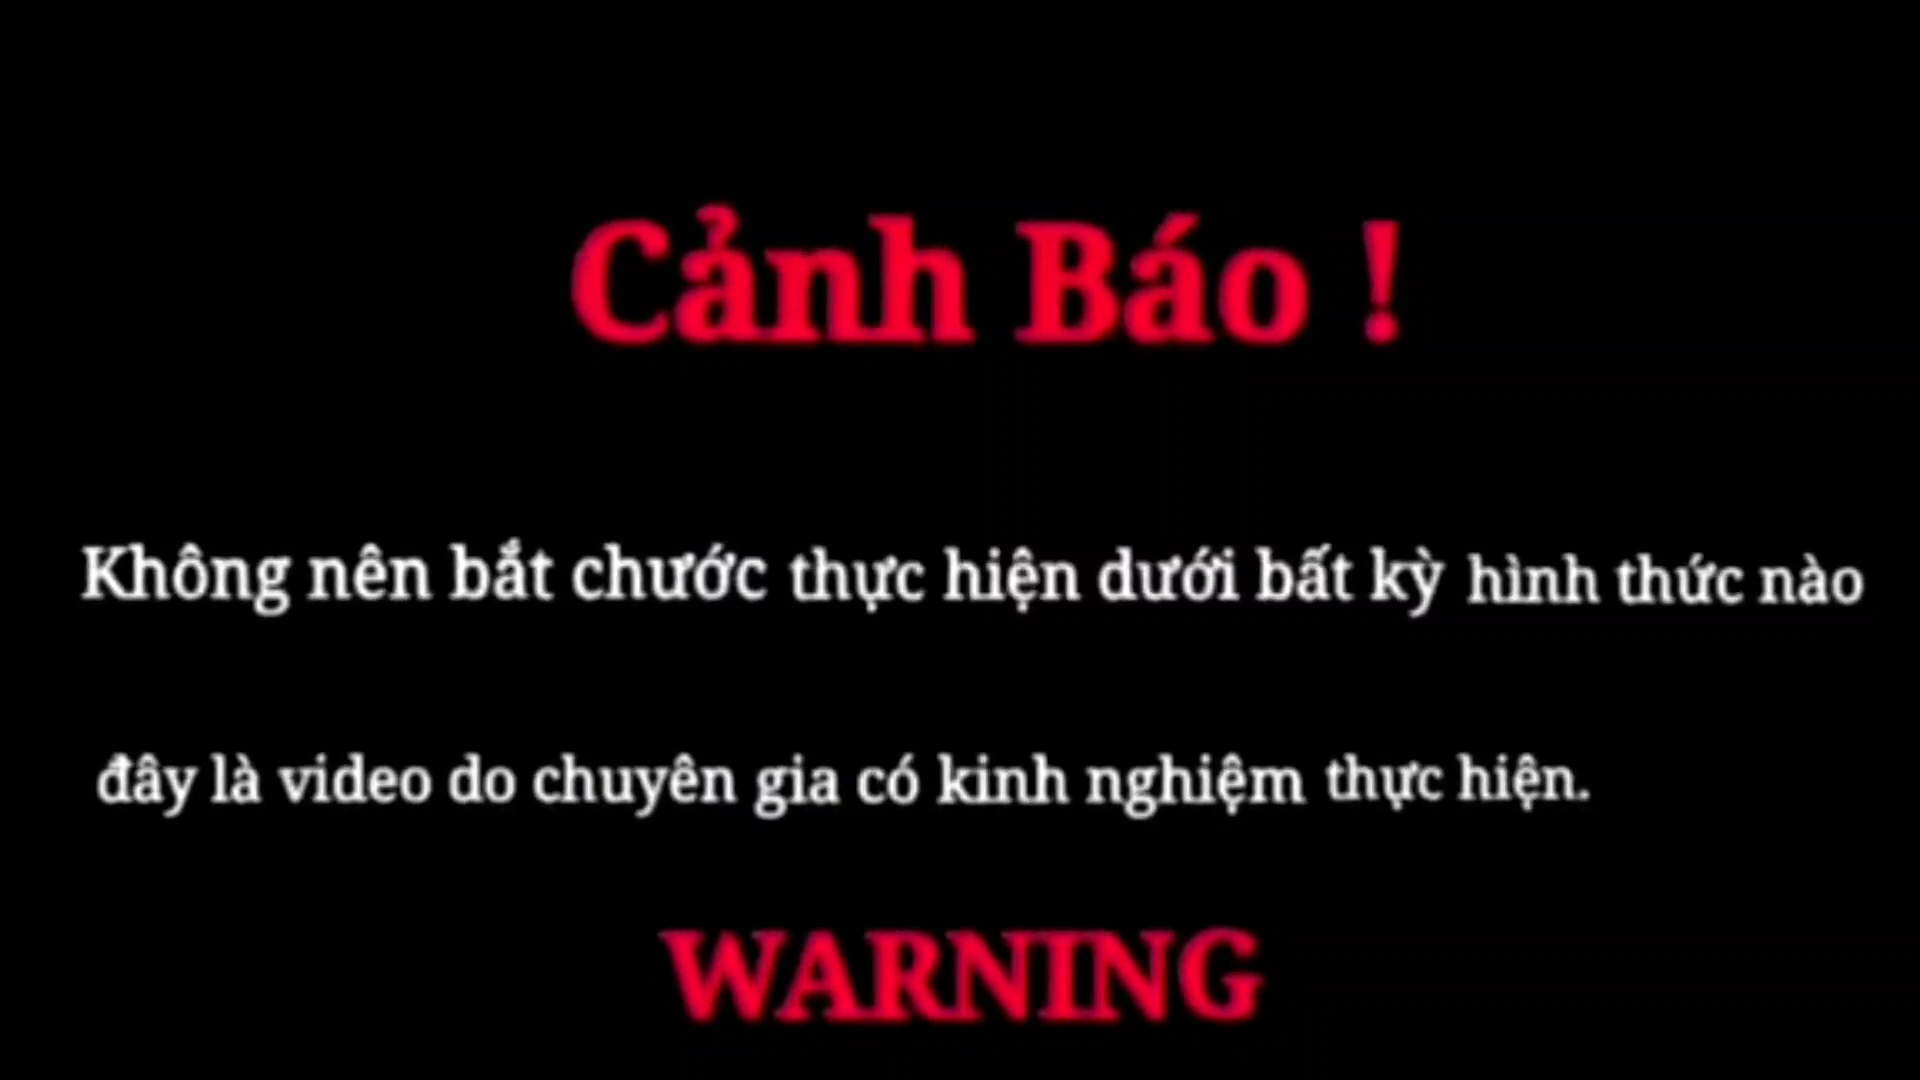 Cảnh Báo !
Không nên bắt chước thực hiện dưới bất kỳ hình thức nào
đây là video do chuyên gia có kinh nghiệm thực hiện.
WARNING